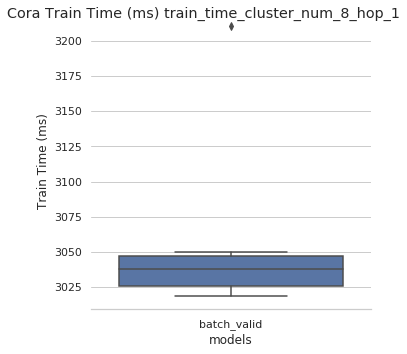 Cora Train Time (ms) train_time_cluster_num_8_hop_1
3200
3175
3150
3125
3100
3075
3050
3025
Train Time (ms)
batch_valid
models